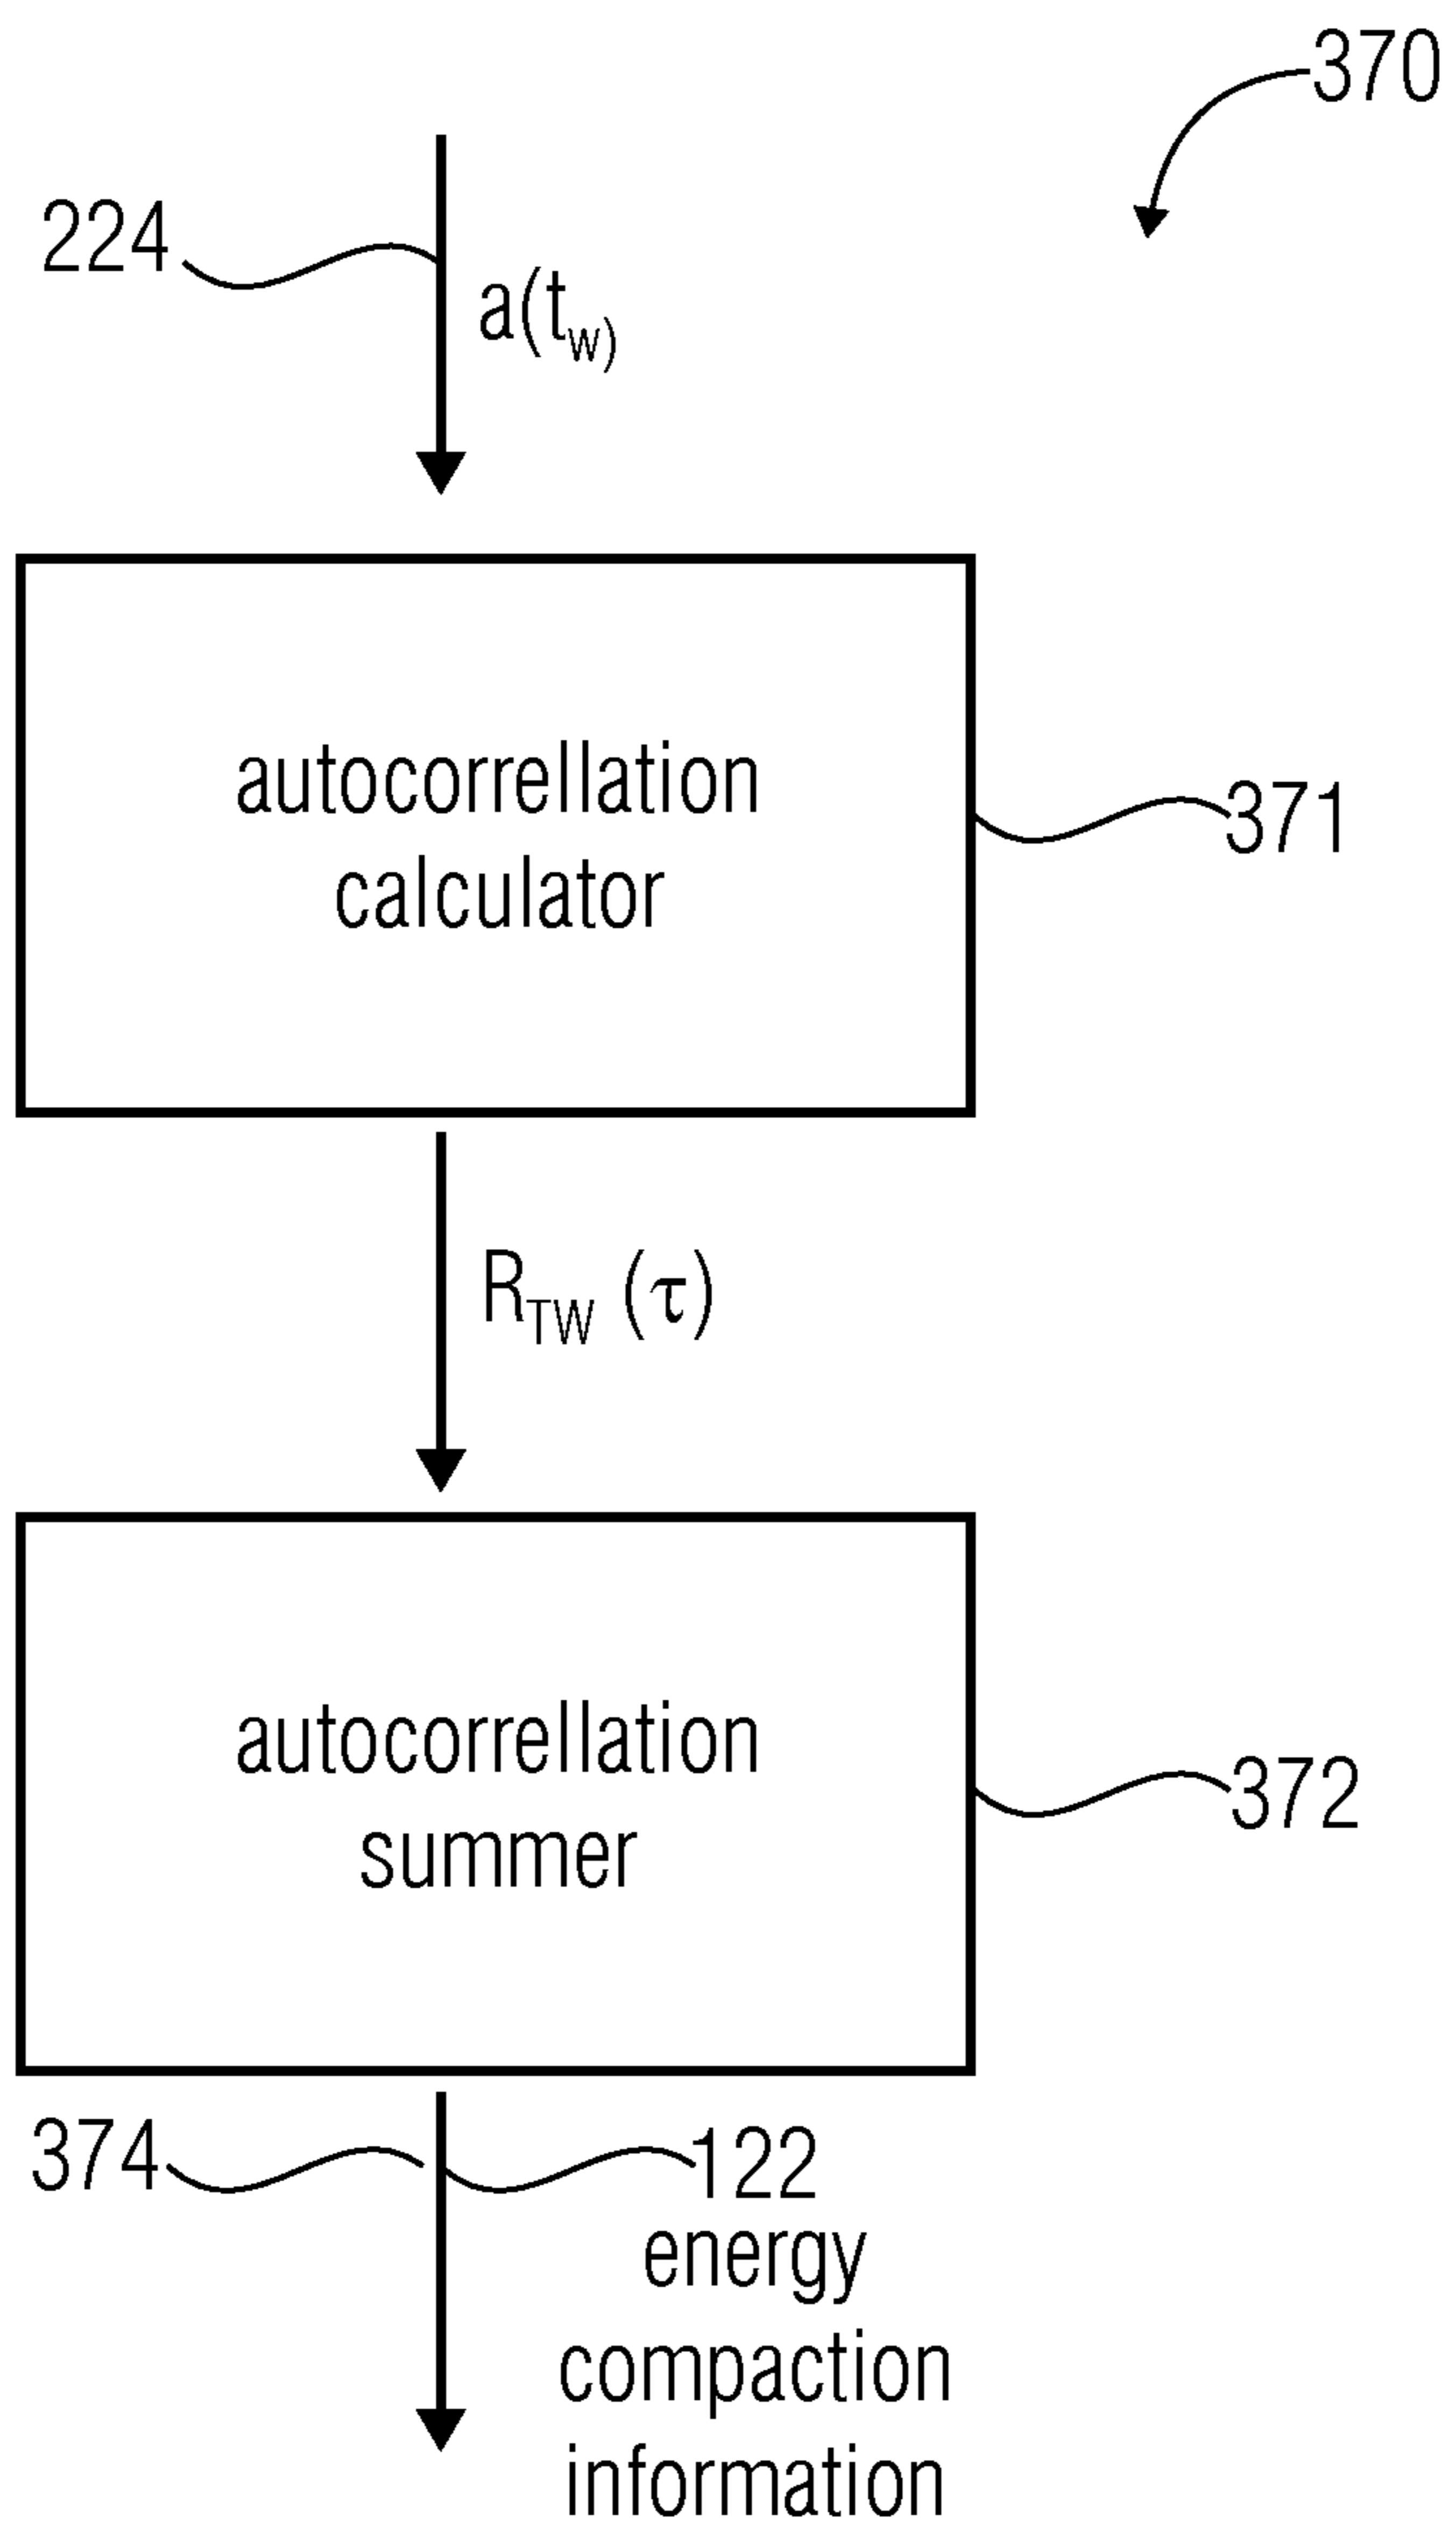 370
224
a(tw)
autocorrellation
calculator
371
RTW (τ)
autocorrellation
summer
372
374
122
energy
compaction
information